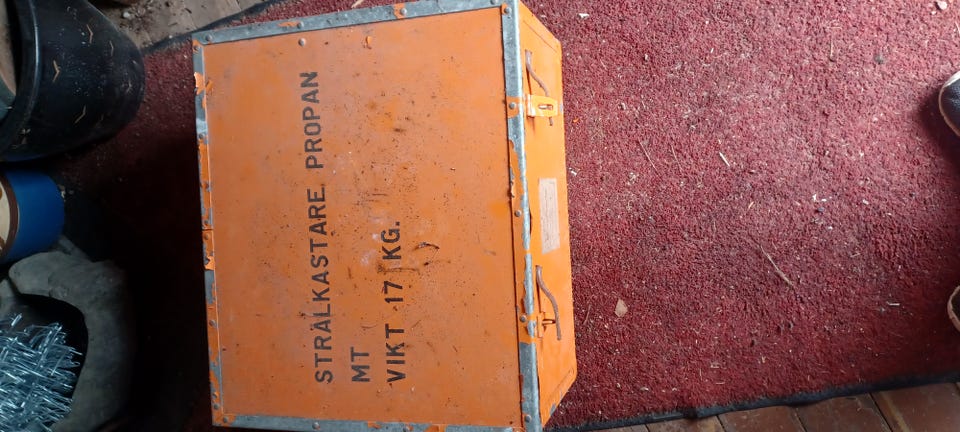 STRÅLKASTARE PROPAN
MT
VIKT 17 KG.